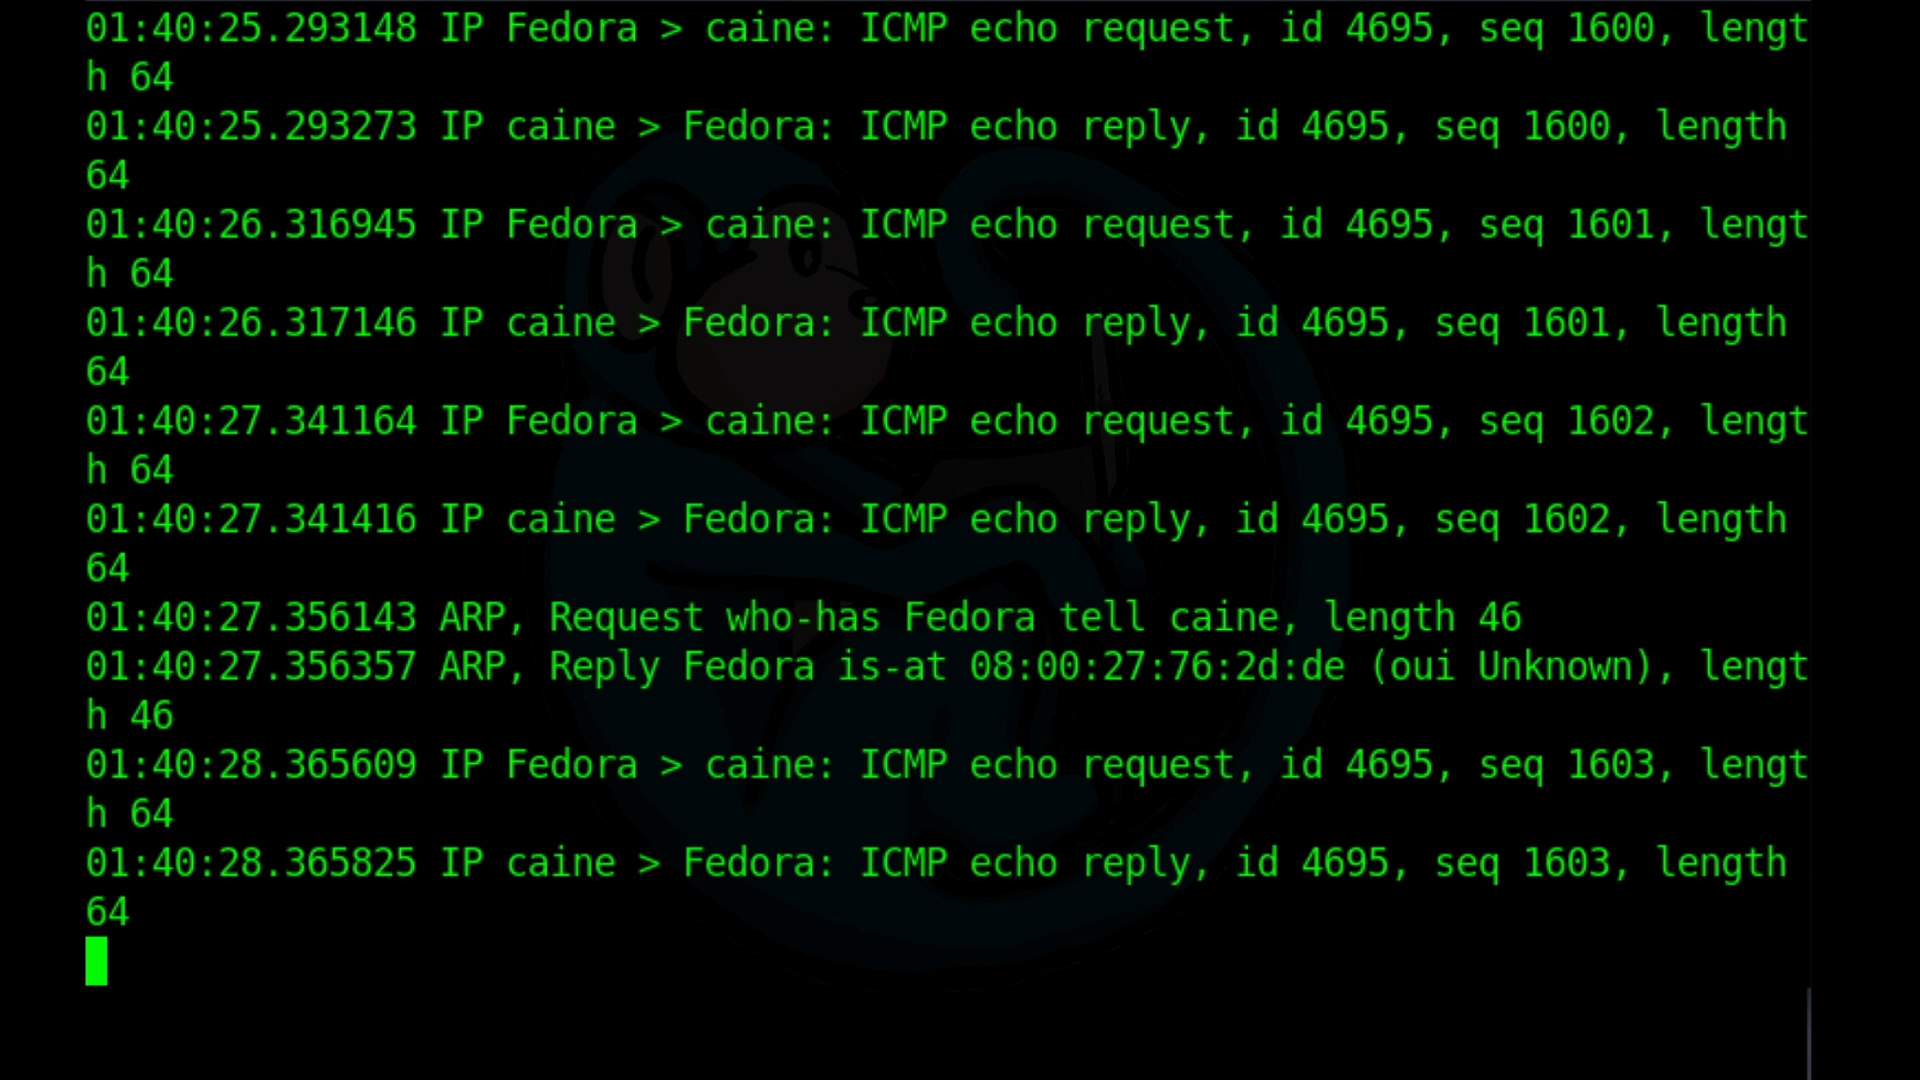 01:40:25.293148 IP Fedora > caine: ICMP echo request, id 4695, seq 1600, lengt
h 64
01:40:25.293273 IP caine > Fedora: ICMP echo reply, id 4695, seq 1600, length
64
01:40:26.316945 IP Fedora > caine: ICMP echo request, id 4695, seq 1601, lengt
h 64
01:40:26.317146 IP caine > Fedora: ICMP echo reply, id 4695, seq 1601, length
64
01:40:27.341164 IP Fedora > caine: ICMP echo request, id 4695, seq 1602, lengt
h 64
01:40:27.341416 IP caine > Fedora: ICMP echo reply, id 4695, seq 1602, length
64
01:40:27.356143 ARP, Request who-has Fedora tell caine, length 46
01:40:27.356357 ARP, Reply Fedora is-at 08:00:27:76:2d:de (oui Unknown), lengt
h 46
01:40:28.365609 IP Fedora > caine: ICMP echo request, id 4695, seq 1603, lengt
h 64
01:40:28.365825 IP caine > Fedora: ICMP echo reply, id 4695, seq 1603, length
64